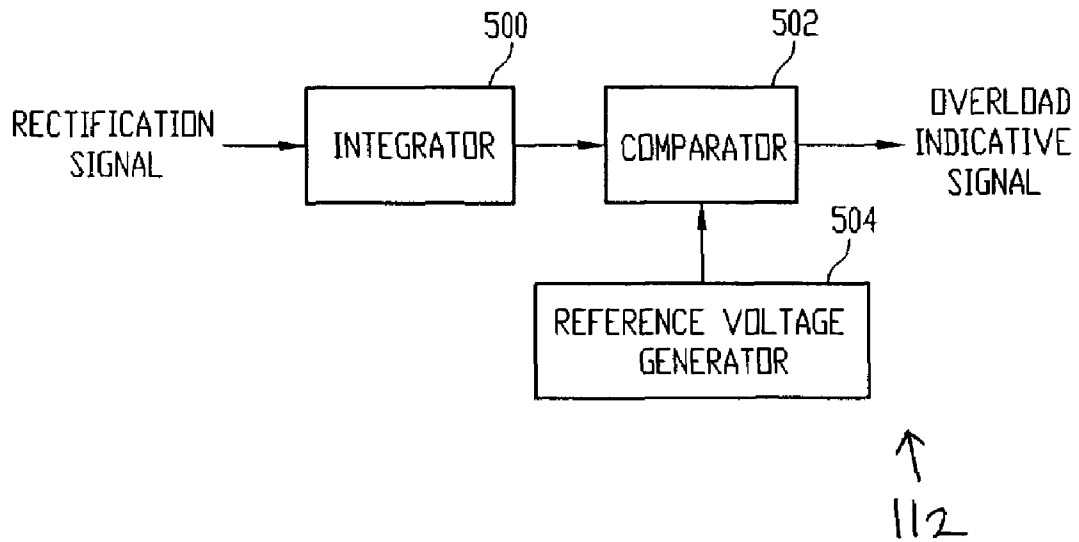 500
502
RECTIFICATION
SIGNAL
INTEGRATOR
COMPARATOR
OVERLOAD
INDICATIVE
SIGNAL
504
REFERENCE VOLTAGE
GENERATOR
112